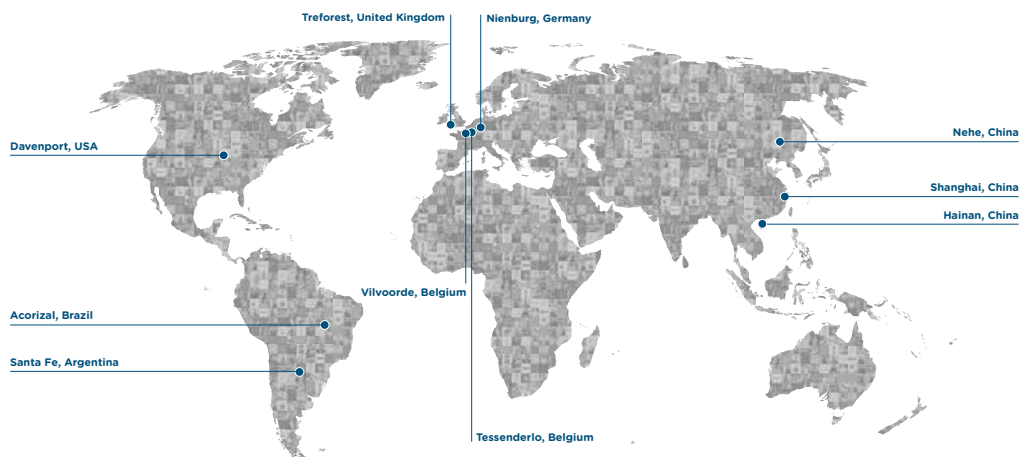 Treforest, United Kingdom
Nienburg, Germany
Davenport, USA
Nehe, China
Shanghai, China
Hainan, China
Vilvoorde, Belgium
Acorizal, Brazil
Santa Fe, Argentina
Tessenderlo, Belgium